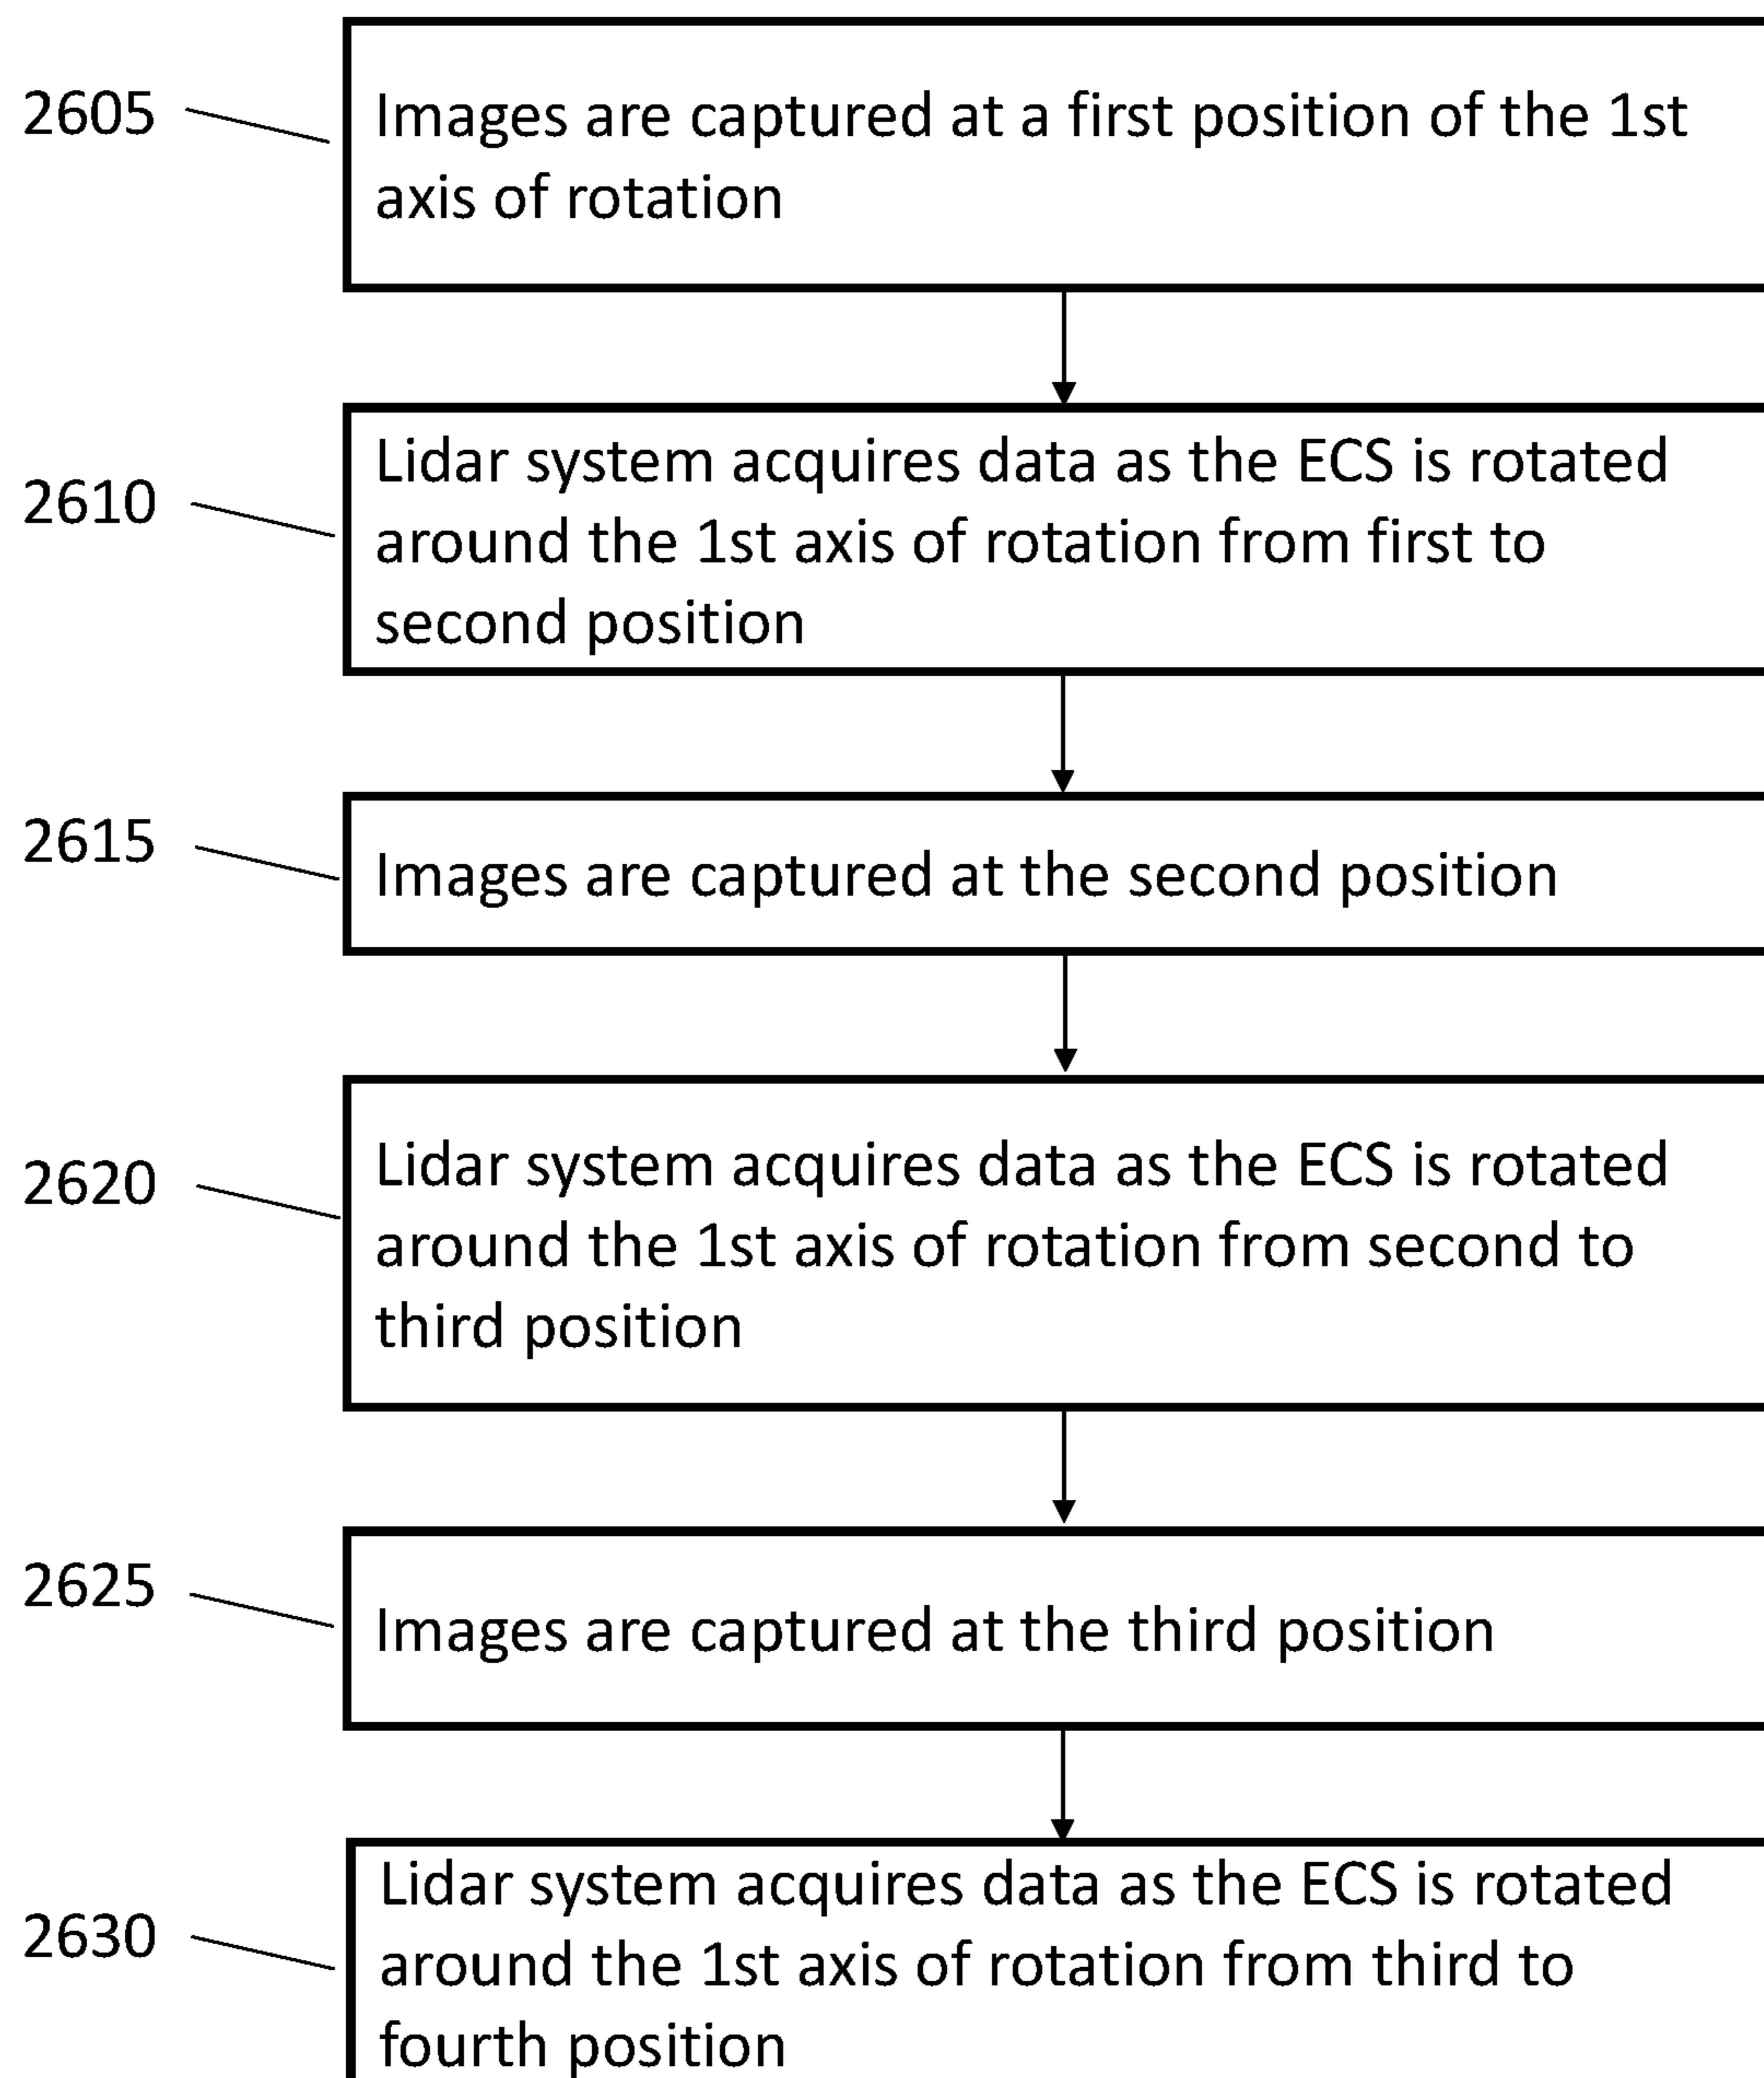 2605
Images are captured at a first position of the 1st
axis of rotation
2610
Lidar system acquires data as the ECS is rotated
around the 1st axis of rotation from first to
second position
2615
Images are captured at the second position
2620
Lidar system acquires data as the ECS is rotated
around the 1st axis of rotation from second to
third position
2625
Images are captured at the third position
2630
Lidar system acquires data as the ECS is rotated
around the 1st axis of rotation from third to
fourth position